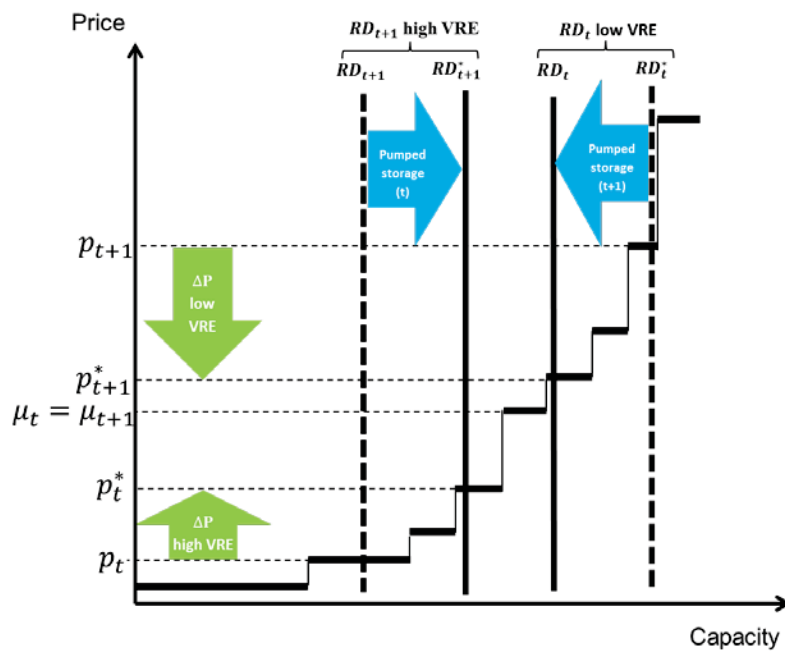 Price
RD_{t+1} high VRE
RD_t low VRE
RD_{t+1}
RD^*_{t+1}
RD_t
RD^*_t
Pumped
storage
(t)
Pumped
storage
(t+1)
p_{t+1}
ΔP
low
VRE
p^*_{t+1}
μ_t = μ_{t+1}
p^*_t
ΔP
high VRE
p_t
Capacity